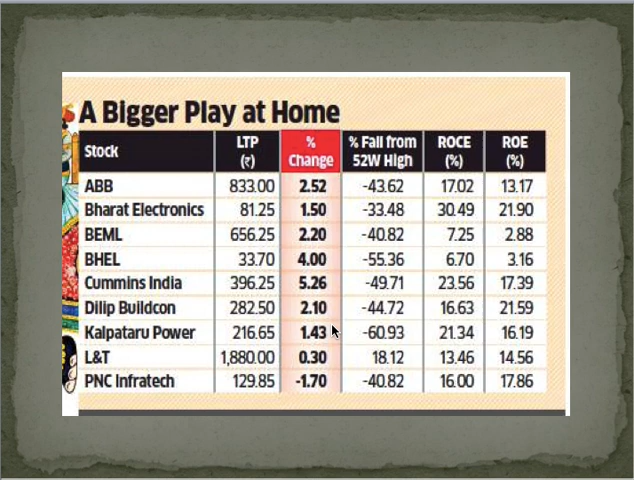 A Bigger Play at Home
Stock LTP (₹) % Change % Fall from 52W High ROCE (%) ROE (%)
ABB 833.00 2.52 -43.62 17.02 13.17
Bharat Electronics 81.25 1.50 -33.48 30.49 21.90
BEML 656.25 2.20 -40.82 7.25 2.88
BHEL 33.70 4.00 -55.36 6.70 3.16
Cummins India 396.25 5.26 -49.71 23.56 17.39
Dilip Buildcon 282.50 2.10 -44.72 16.63 21.59
Kalpataru Power 216.65 1.43 -60.93 21.34 16.19
L&T 1,880.00 0.30 18.12 13.46 14.56
PNC Infratech 129.85 -1.70 -40.82 16.00 17.86